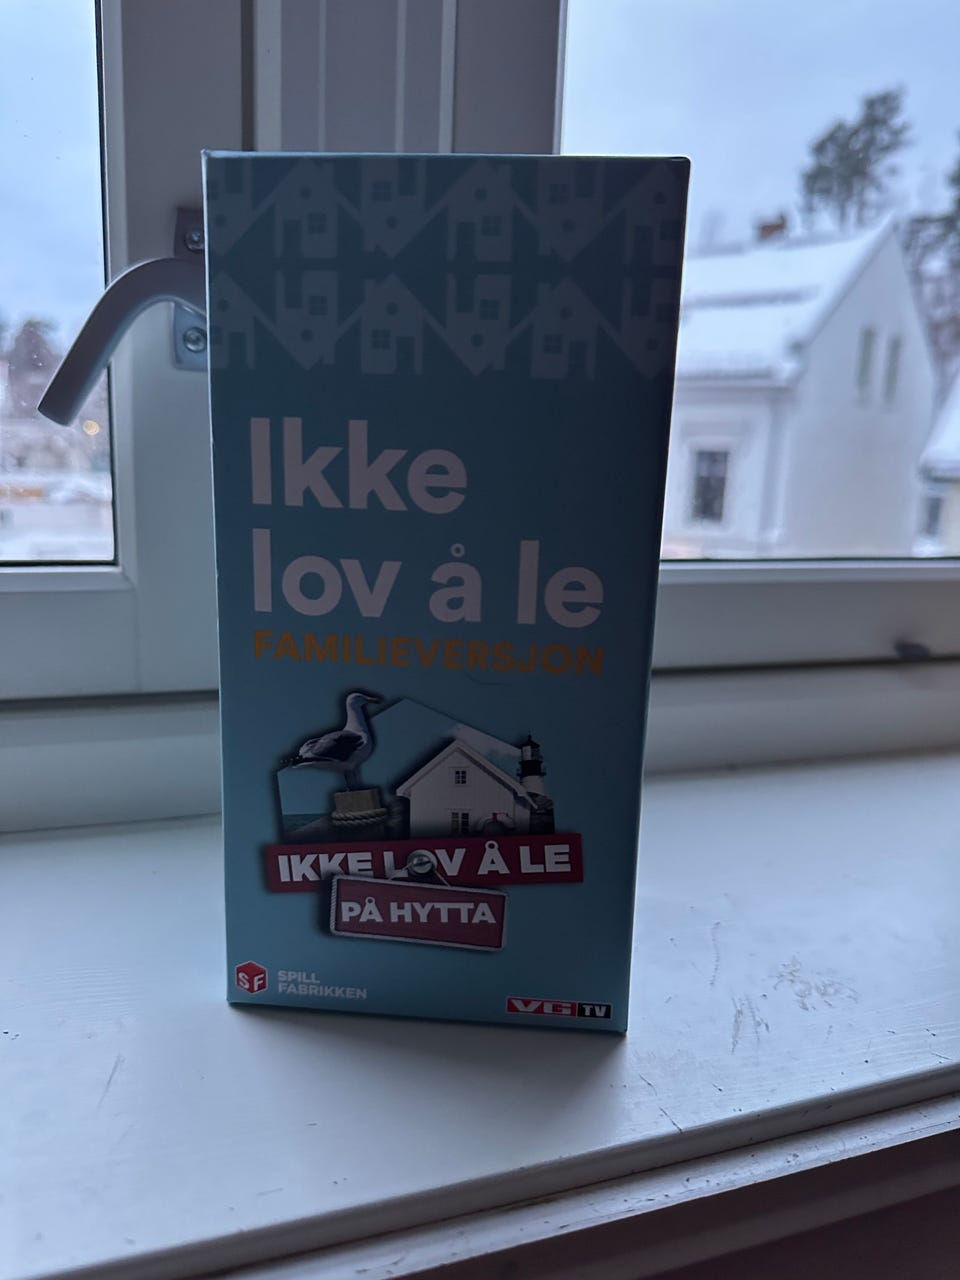 Ikke
lov å le
FAMILIEVERSJON
IKKE LOV Å LE
PÅ HYTTA
SF
SPILL
FABRIKKEN
VG TV